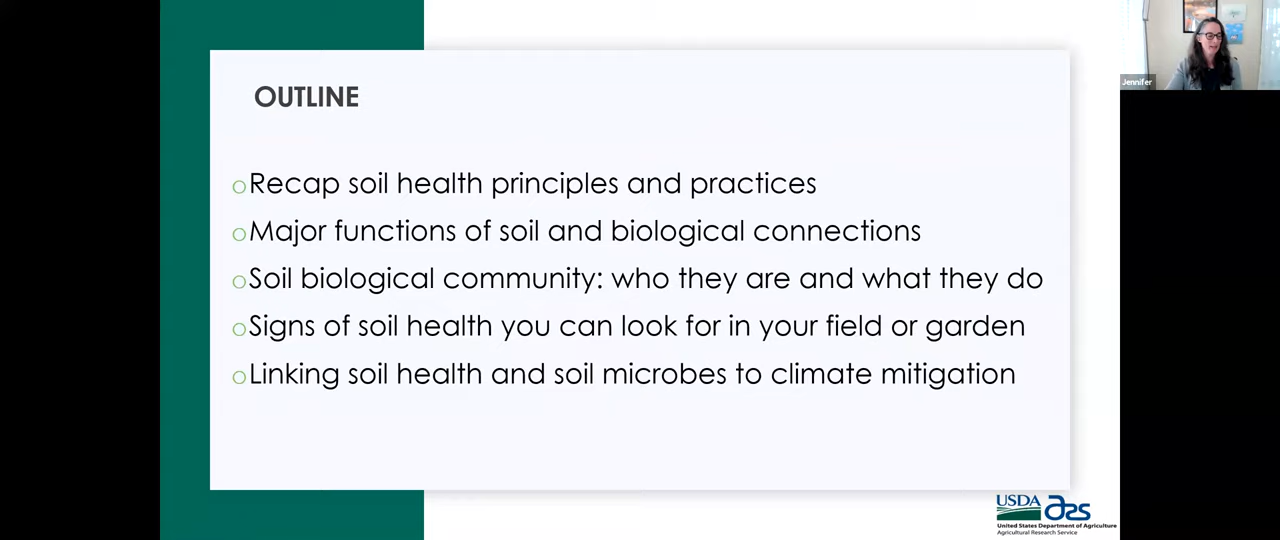 OUTLINE
Recap soil health principles and practices
Major functions of soil and biological connections
Soil biological community: who they are and what they do
Signs of soil health you can look for in your field or garden
Linking soil health and soil microbes to climate mitigation
Jennifer
USDA ars
United States Department of Agriculture
Agricultural Research Service